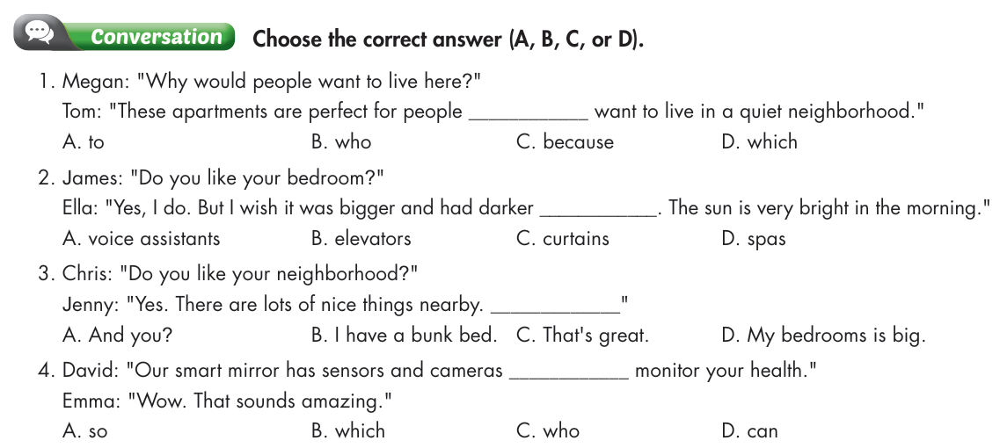 Conversation Choose the correct answer (A, B, C, or D).
1. Megan: "Why would people want to live here?"
Tom: "These apartments are perfect for people ____________ want to live in a quiet neighborhood."
A. to B. who C. because D. which
2. James: "Do you like your bedroom?"
Ella: "Yes, I do. But I wish it was bigger and had darker ____________. The sun is very bright in the morning."
A. voice assistants B. elevators C. curtains D. spas
3. Chris: "Do you like your neighborhood?"
Jenny: "Yes. There are lots of nice things nearby. _____________"
A. And you? B. I have a bunk bed. C. That's great. D. My bedrooms is big.
4. David: "Our smart mirror has sensors and cameras ____________ monitor your health."
Emma: "Wow. That sounds amazing."
A. so B. which C. who D. can